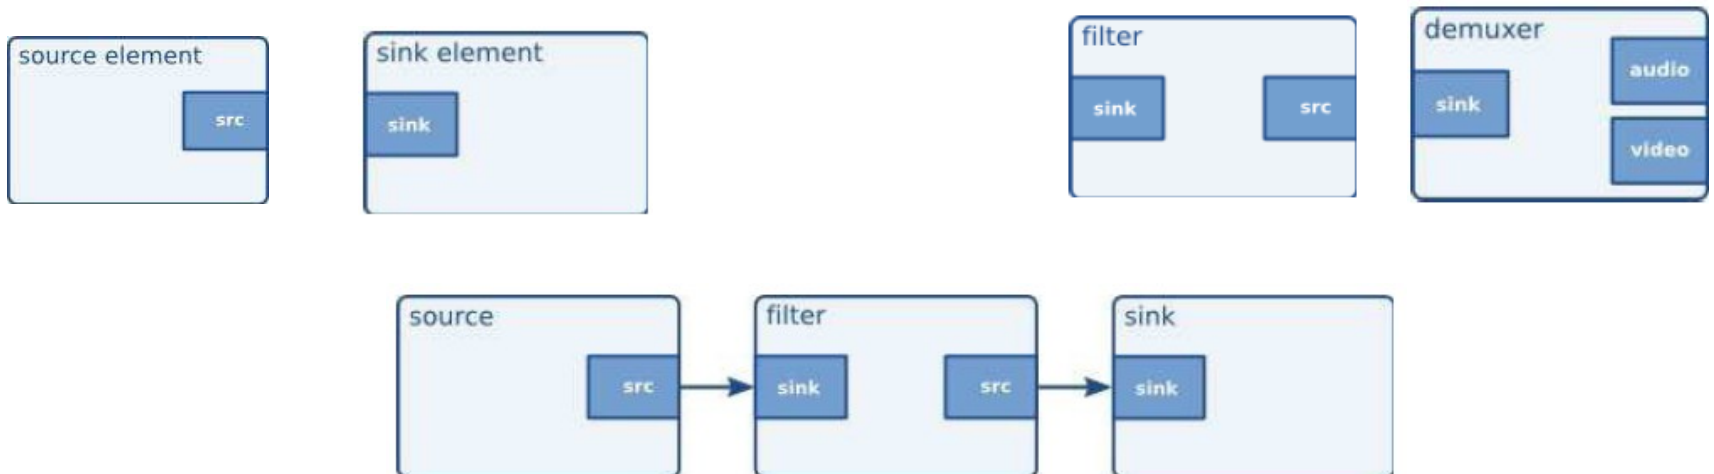 source element
src
sink element
sink
filter
sink
src
demuxer
sink
audio
video
source
src
filter
sink
src
sink
sink